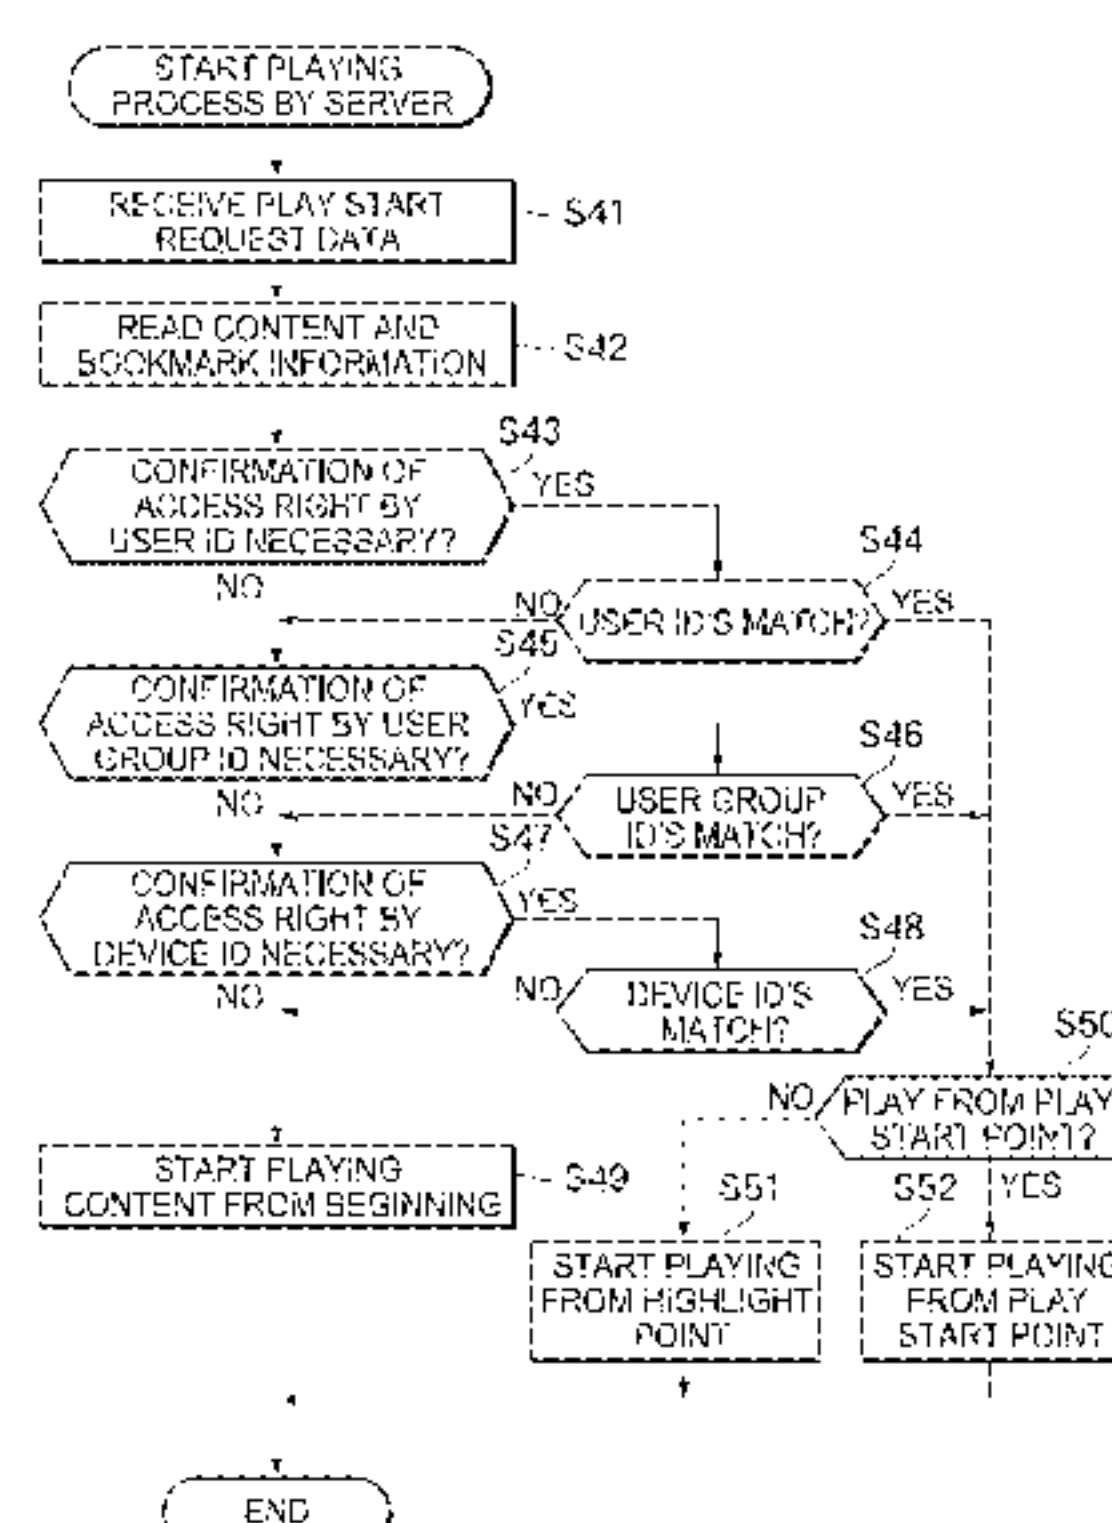 START PLAYING
PROCESS BY SERVER
RECEIVE PLAY START
REQUEST DATA
S41
READ CONTENT AND
BOOKMARK INFORMATION
S42
S43
CONFIRMATION OF
ACCESS RIGHT BY
USER ID NECESSARY?
YES
NO
S44
NO
USER ID'S MATCH?
YES
S45
CONFIRMATION OF
ACCESS RIGHT BY USER
GROUP ID NECESSARY?
YES
NO
S46
NO
USER GROUP
ID'S MATCH?
YES
S47
CONFIRMATION OF
ACCESS RIGHT BY
DEVICE ID NECESSARY?
YES
NO
S48
NO
DEVICE ID'S
MATCH?
YES
S50
NO
PLAY FROM PLAY
START POINT?
YES
START PLAYING
CONTENT FROM BEGINNING
S49
S51
START PLAYING
FROM HIGHLIGHT
POINT
S52
START PLAYING
FROM PLAY
START POINT
END